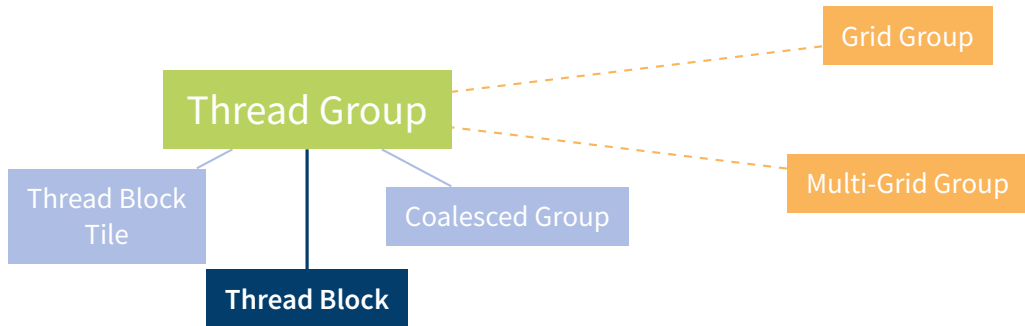 Grid Group
Thread Group
Multi-Grid Group
Thread Block
Tile
Coalesced Group
Thread Block